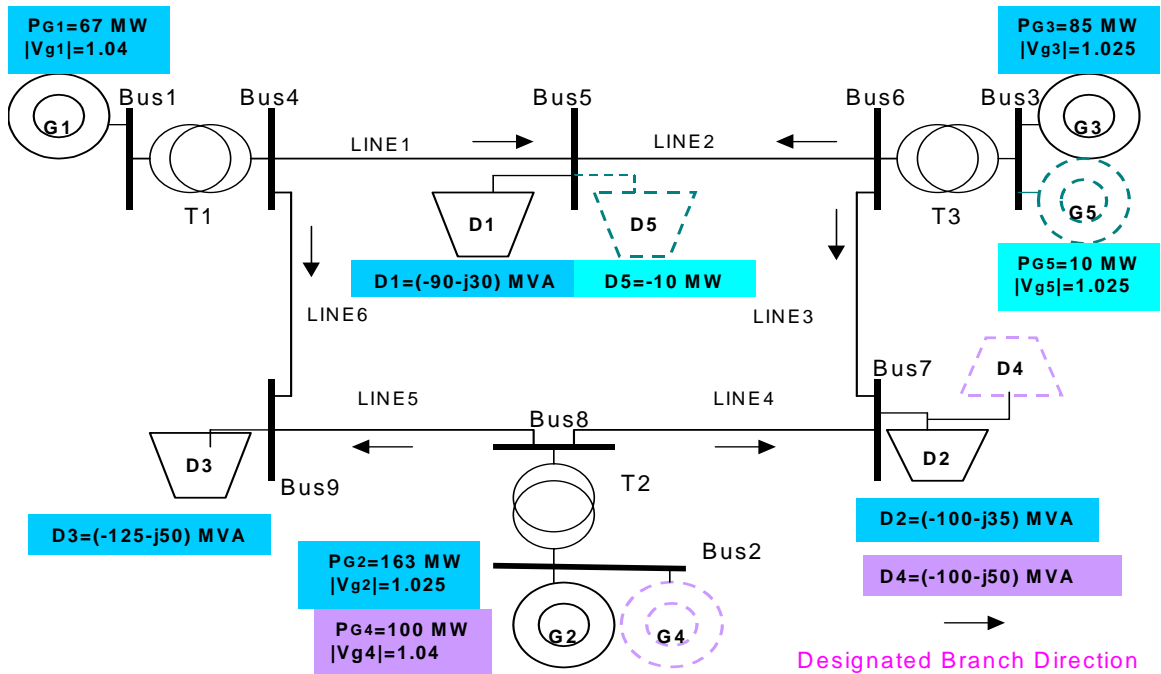 PG1=67 MW
|Vg1|=1.04
PG3=85 MW
|Vg3|=1.025
Bus1
Bus4
Bus5
Bus6
Bus3
G1
G3
LINE1
LINE2
T1
T3
D1
D5
G5
D1=(-90-j30) MVA
D5=-10 MW
PG5=10 MW
|Vg5|=1.025
LINE6
LINE3
Bus7
D4
LINE5
LINE4
Bus8
D3
D2
T2
Bus9
D3=(-125-j50) MVA
D2=(-100-j35) MVA
Bus2
PG2=163 MW
|Vg2|=1.025
D4=(-100-j50) MVA
PG4=100 MW
|Vg4|=1.04
G2
G4
Designated Branch Direction